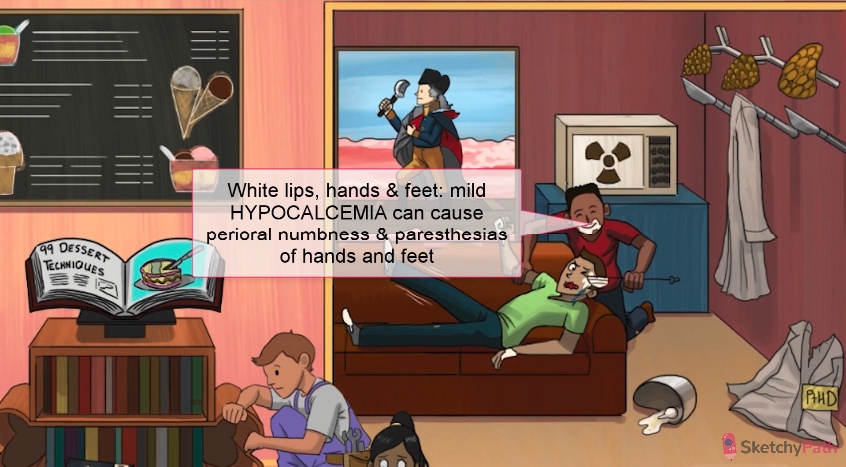 White lips, hands & feet: mild
HYPOCALCEMIA can cause
perioral numbness & paresthesias
of hands and feet
99 DESSERT
TECHNIQUES
AHD
SketchyPath